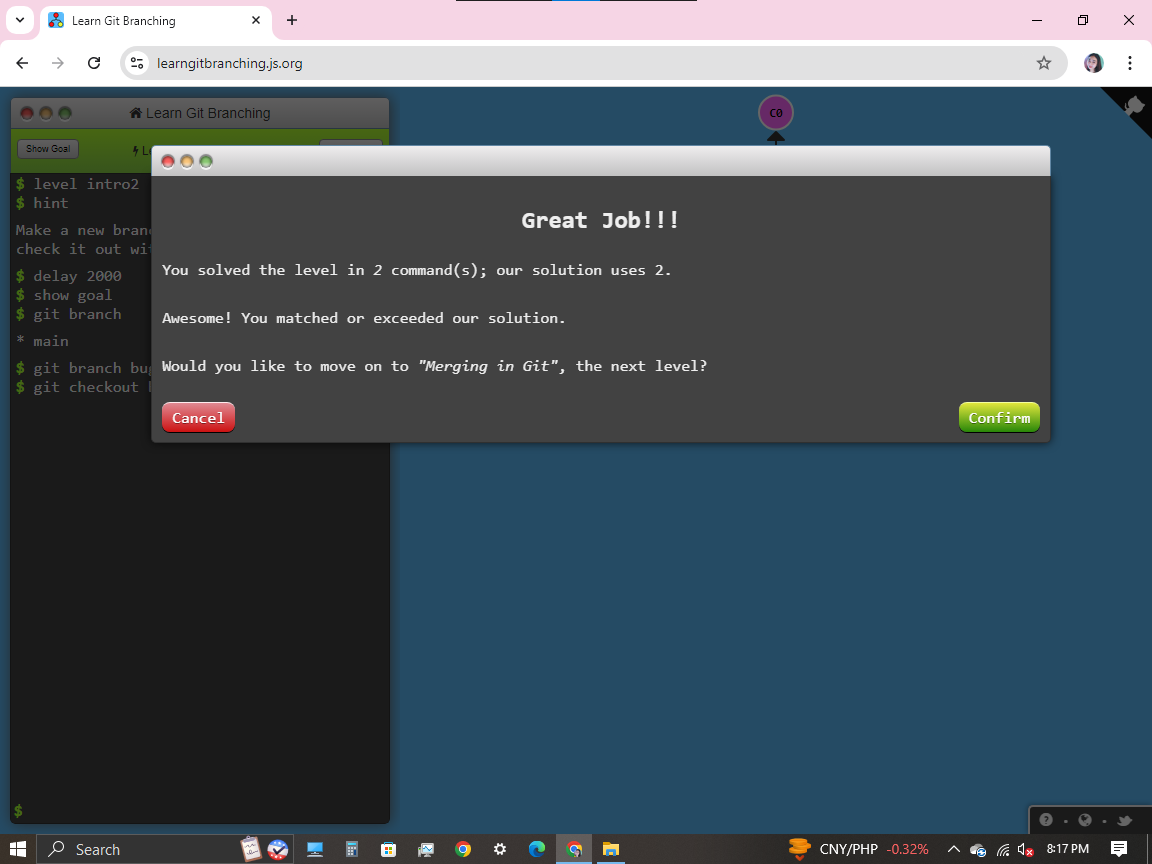 Learn Git Branching
learngitbranching.js.org
Learn Git Branching
C0
Show Goal
$ level intro2
$ hint
Make a new
check it out
$ delay 2000
$ show goal
$ git branch
* main
$ git branch
$ git checkout
$
Great Job!!!
You solved the level in 2 command(s); our solution uses 2.
Awesome! You matched or exceeded our solution.
Would you like to move on to "Merging in Git", the next level?
Cancel
Confirm
Search
CNY/PHP -0.32%
8:17 PM